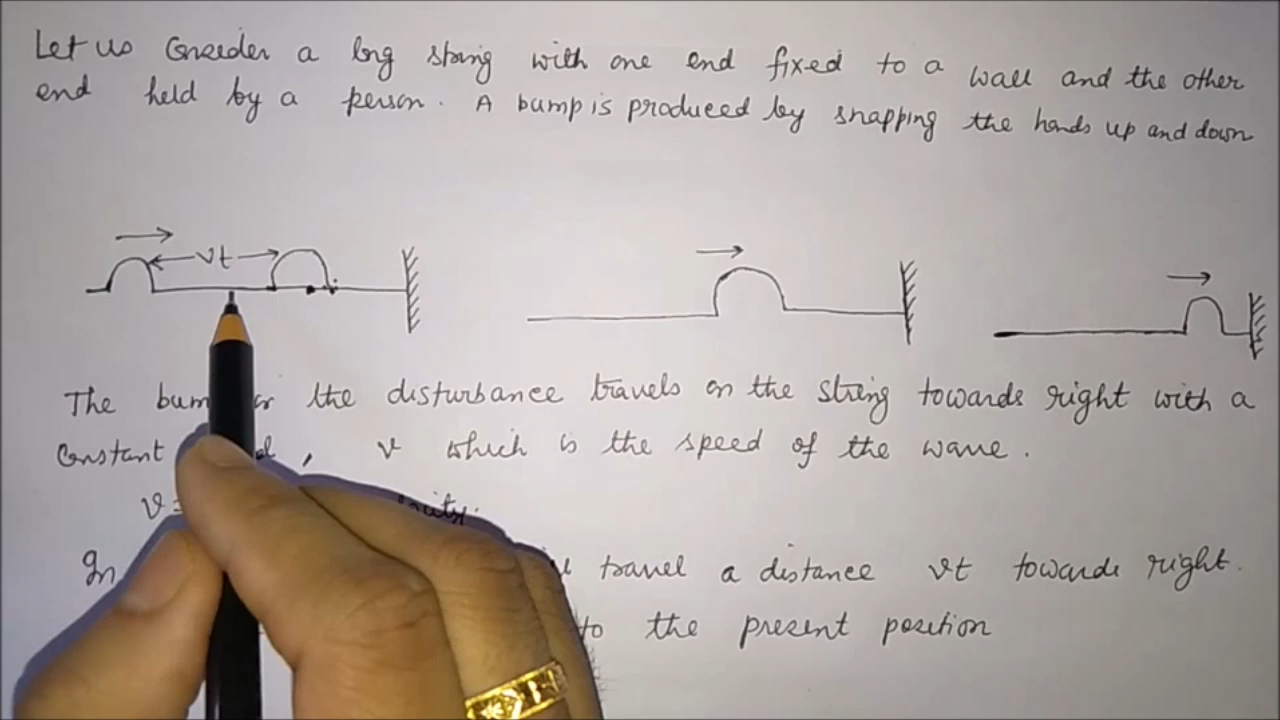 Let us Consider a long string with one end fixed to a wall and the other
end held by a person. A bump is produced by snapping the hands up and down
vt
The the disturbance travels on the string towards right with a
Constant , v which is the speed of the wave.
v =
In travel a distance vt towards right.
to the present position